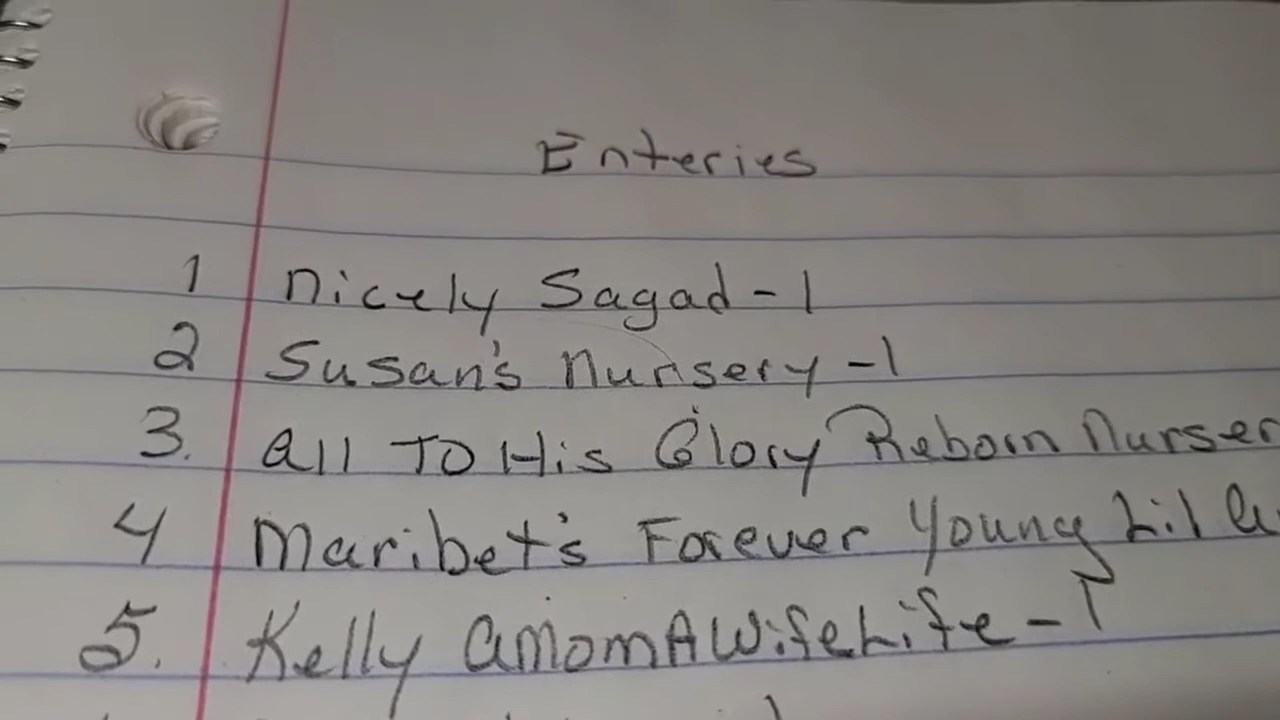 Enteries
1 Nicely Sagad - 1
2 Susan's Nursery - 1
3. All To His Glory Reborn Nurser
4 Maribet's Forever Young Lil
5. Kelly AMomAWifeLife - 1